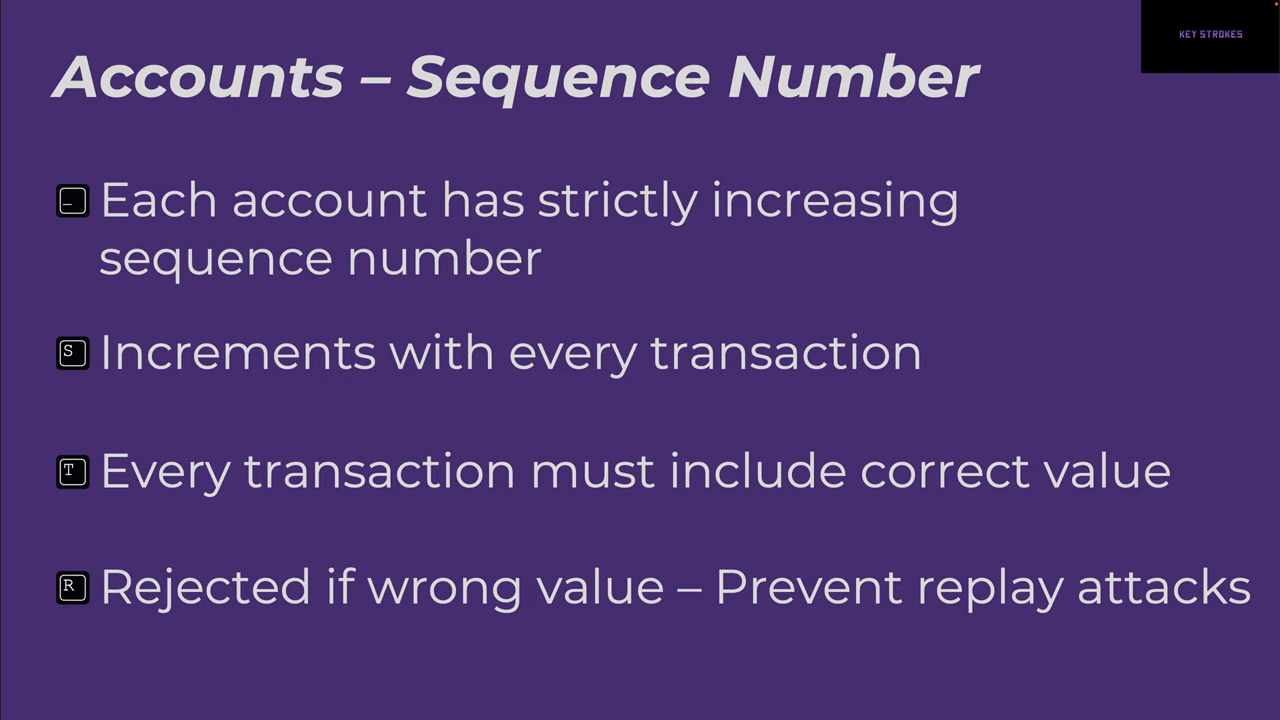 KEY STROKES
Accounts – Sequence Number
_ Each account has strictly increasing
sequence number
S Increments with every transaction
T Every transaction must include correct value
R Rejected if wrong value – Prevent replay attacks